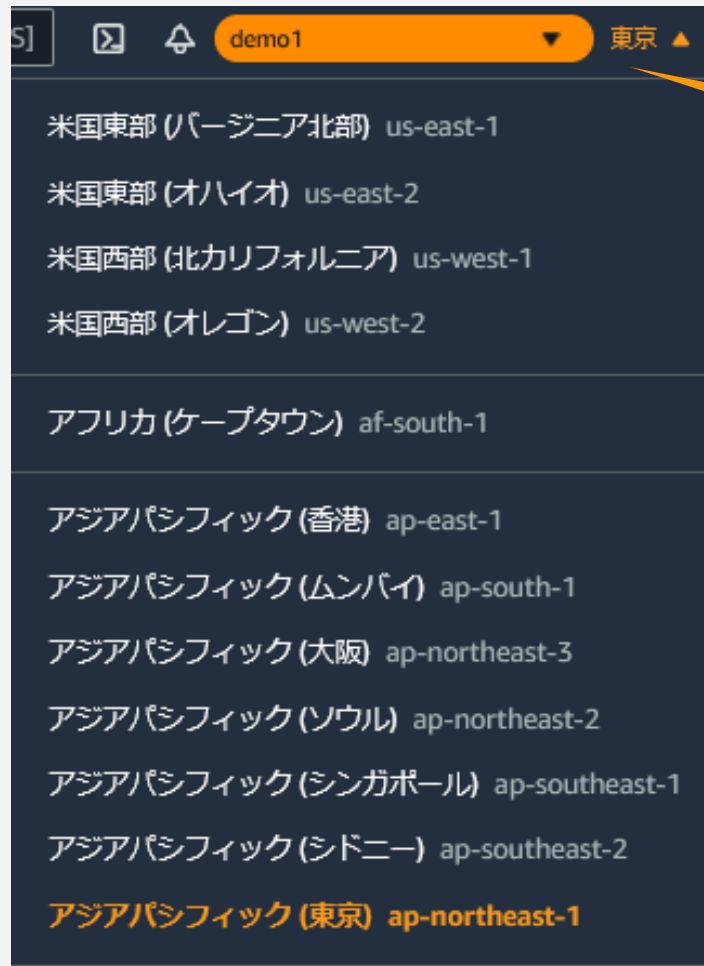 S]
demo1
東京
米国東部 (バージニア北部) us-east-1
米国東部 (オハイオ) us-east-2
米国西部 (北カリフォルニア) us-west-1
米国西部 (オレゴン) us-west-2
アフリカ (ケープタウン) af-south-1
アジアパシフィック (香港) ap-east-1
アジアパシフィック (ムンバイ) ap-south-1
アジアパシフィック (大阪) ap-northeast-3
アジアパシフィック (ソウル) ap-northeast-2
アジアパシフィック (シンガポール) ap-southeast-1
アジアパシフィック (シドニー) ap-southeast-2
アジアパシフィック (東京) ap-northeast-1